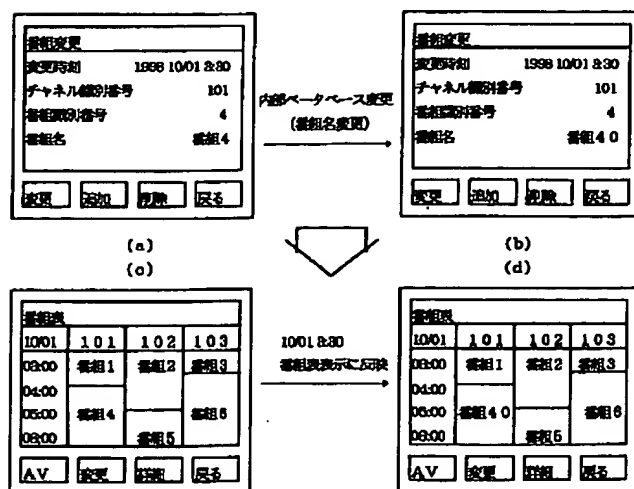 番組変更
変更時刻 1998 10/01 3:30
チャネル識別番号 101
番組識別番号 4
番組名 番組4
変更 追加 削除 戻る
(a)
内部ベータベース変更
(番組名変更)
番組変更
変更時刻 1998 10/01 3:30
チャネル識別番号 101
番組識別番号 4
番組名 番組40
変更 追加 削除 戻る
(b)
(c)
番組表
10/01 101 102 103
03:00 番組1 番組2 番組3
04:00
05:00 番組4 番組6
06:00 番組5
AV 変更 詳細 戻る
10/01 3:30
番組表表示に反映
(d)
番組表
10/01 101 102 103
03:00 番組1 番組2 番組3
04:00
05:00 番組40 番組6
06:00 番組5
AV 変更 詳細 戻る